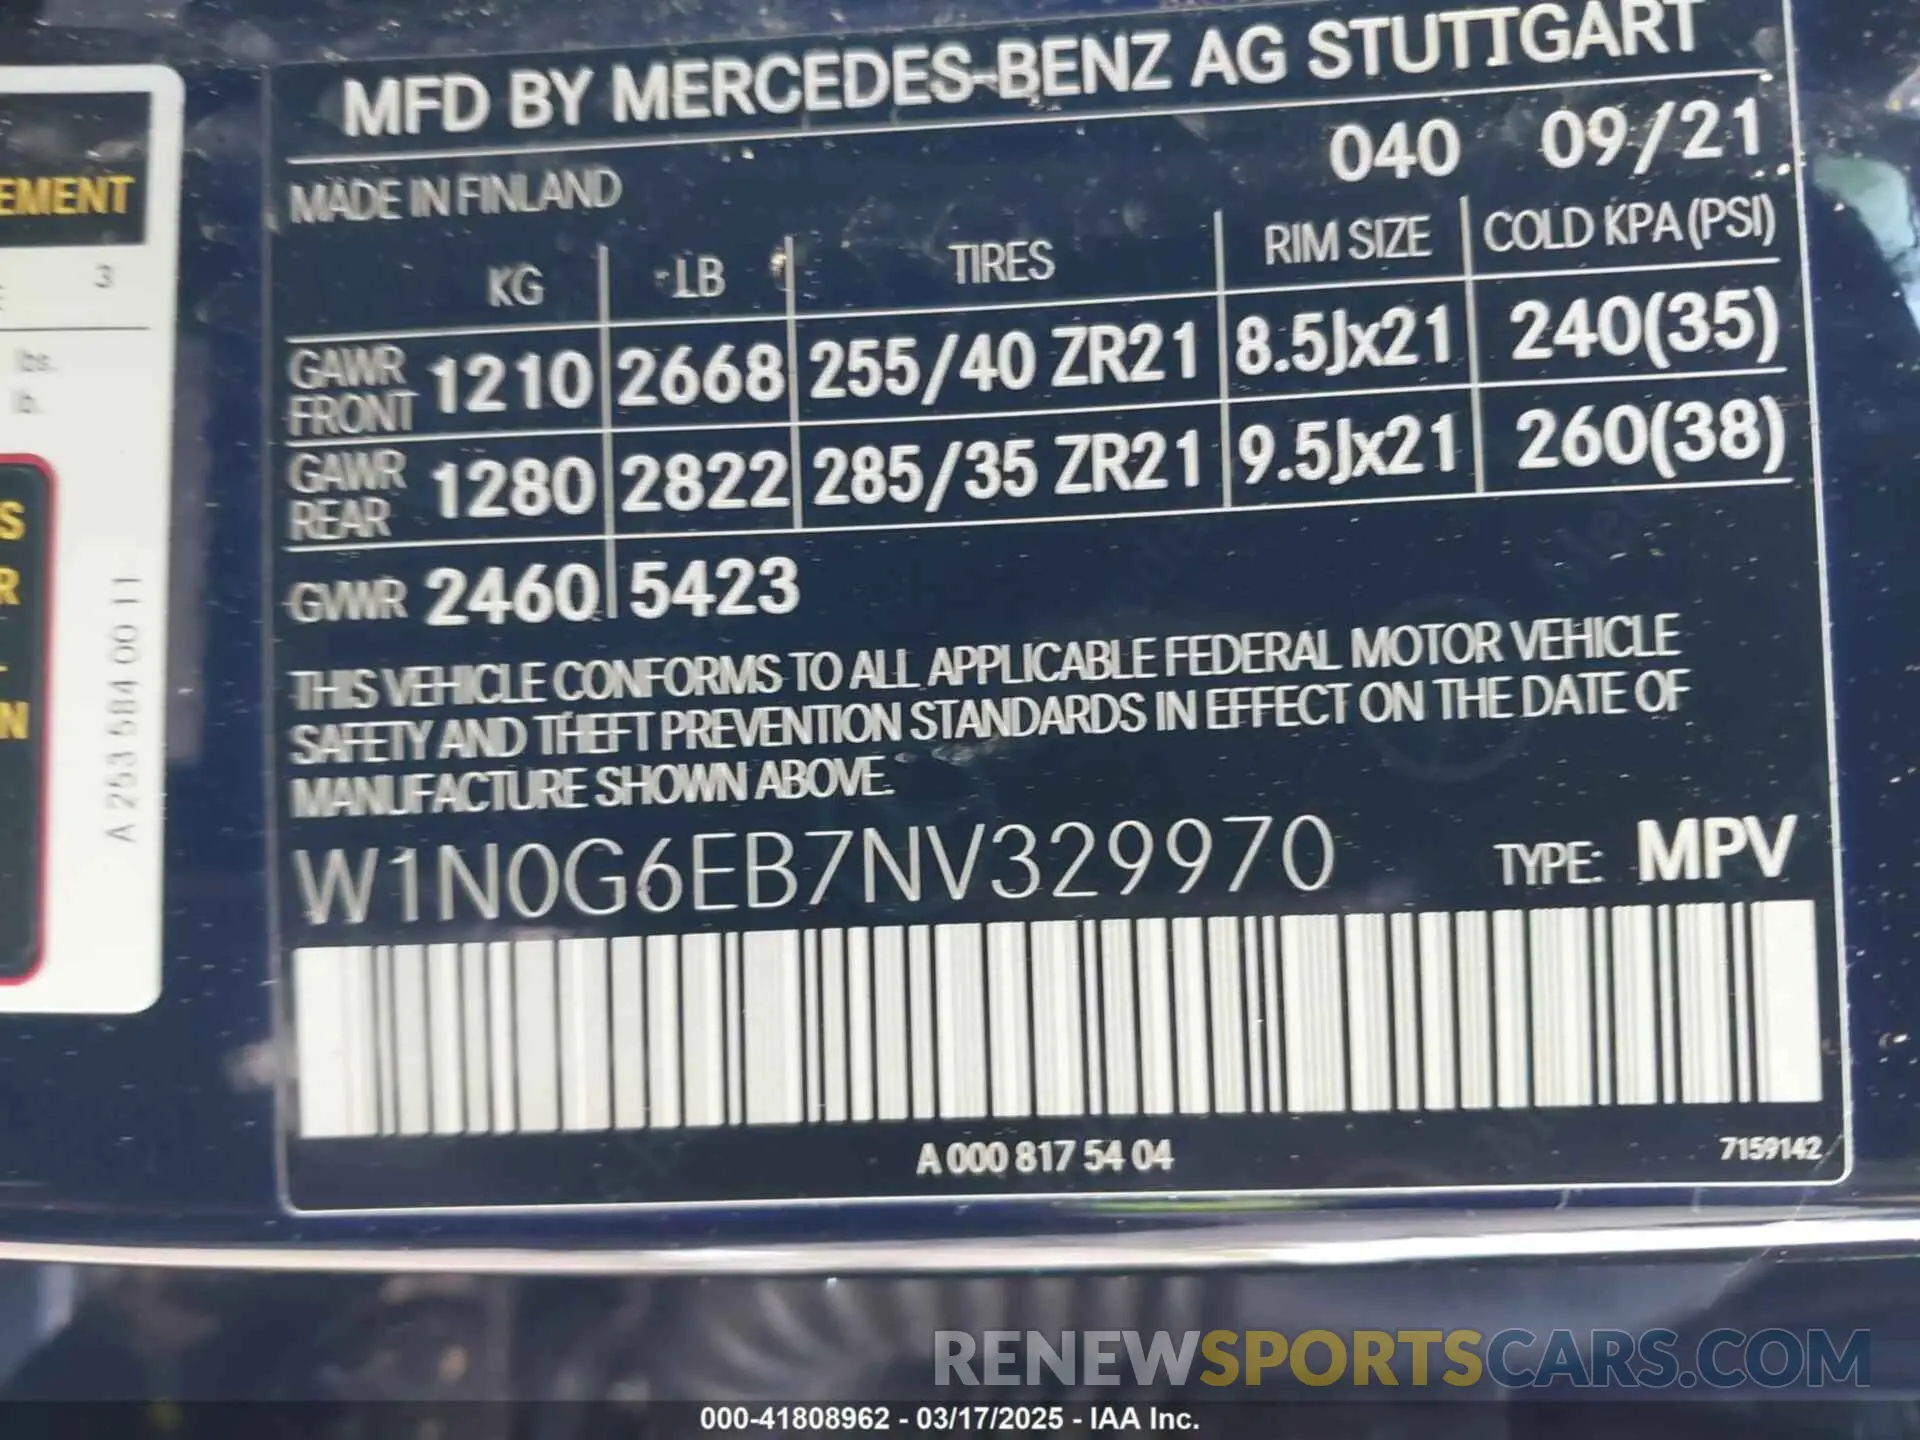 MFD BY MERCEDES-BENZ AG STUTTGART
040 09/21
MADE IN FINLAND
KG LB TIRES RIM SIZE COLD KPA (PSI)
GAWR FRONT 1210 2668 255/40 ZR21 8.5Jx21 240(35)
GAWR REAR 1280 2822 285/35 ZR21 9.5Jx21 260(38)
GVWR 2460 5423
THIS VEHICLE CONFORMS TO ALL APPLICABLE FEDERAL MOTOR VEHICLE
SAFETY AND THEFT PREVENTION STANDARDS IN EFFECT ON THE DATE OF
MANUFACTURE SHOWN ABOVE.
W1N0G6EB7NV329970 TYPE: MPV
A 000 817 54 04 7159142
EMENT
3
lbs.
lb.
S
R
N
A 253 584 00 11
RENEWSPORTSCARS.COM
000-41808962 - 03/17/2025 - IAA Inc.